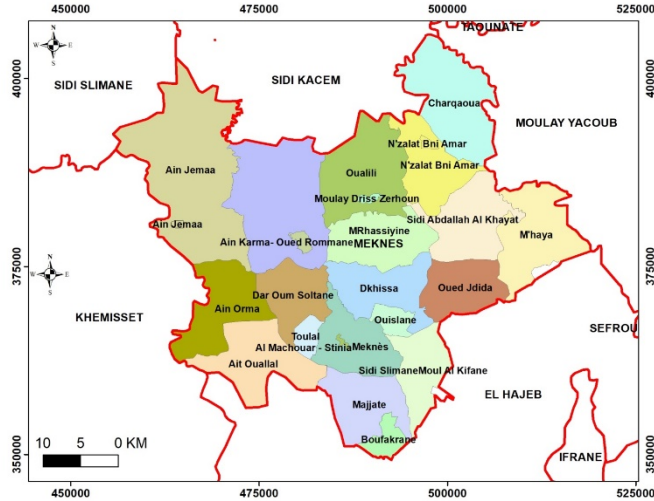 450000 475000 500000 525000
TAOUNATE
N
W E
S
400000
400000
SIDI SLIMANE
SIDI KACEM
Charqaoua
MOULAY YACOUB
N'zalat Bni Amar
N'zalat Bni Amar
Ain Jemaa
Oualili
Moulay Driss Zerhoun
Sidi Abdallah Al Khayat
Ain Jemaa
MRhassiyine
M'haya
Ain Karma- Oued Rommane
MEKNES
375000
375000
N
W E
S
Dar Oum Soltane
Dkhissa
Oued Jdida
Ain Orma
KHEMISSET
Ouislane
SEFROU
Toulal
Al Machouar - Stinia
Meknès
Ait Ouallal
Sidi Slimane Moul Al Kifane
EL HAJEB
Majjate
Boufakrane
10 5 0 KM
IFRANE
350000
350000
450000 475000 500000 525000